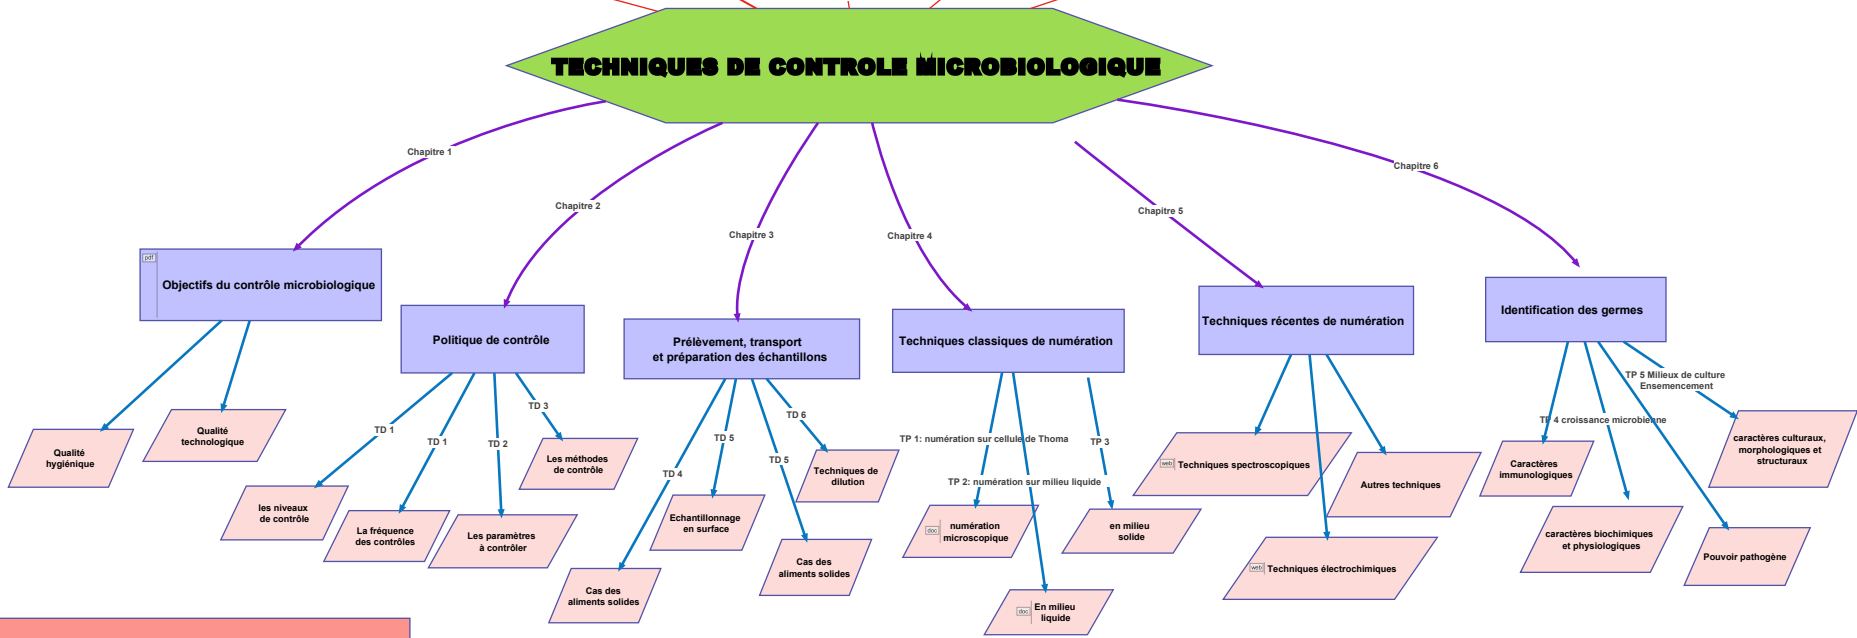 TECHNIQUES DE CONTROLE MICROBIOLOGIQUE
Chapitre 1
Chapitre 2
Chapitre 3
Chapitre 4
Chapitre 5
Chapitre 6
pdf
Objectifs du contrôle microbiologique
Politique de contrôle
Prélèvement, transport
et préparation des échantillons
Techniques classiques de numération
Techniques récentes de numération
Identification des germes
Qualité
hygiénique
Qualité
technologique
TD 1
TD 1
TD 2
TD 3
les niveaux
de contrôle
La fréquence
des contrôles
Les paramètres
à contrôler
Les méthodes
de contrôle
TD 4
TD 5
TD 5
TD 6
Cas des
aliments solides
Echantillonnage
en surface
Cas des
aliments solides
Techniques de
dilution
TP 1: numération sur cellule de Thoma
TP 2: numération sur milieu liquide
TP 3
doc
numération
microscopique
doc
En milieu
liquide
en milieu
solide
web
Techniques spectroscopiques
web
Techniques électrochimiques
Autres techniques
TP 5 Milieux de culture
Ensemencement
TP 4 croissance microbienne
Caractères
immunologiques
caractères biochimiques
et physiologiques
Pouvoir pathogène
caractères culturaux,
morphologiques et
structuraux